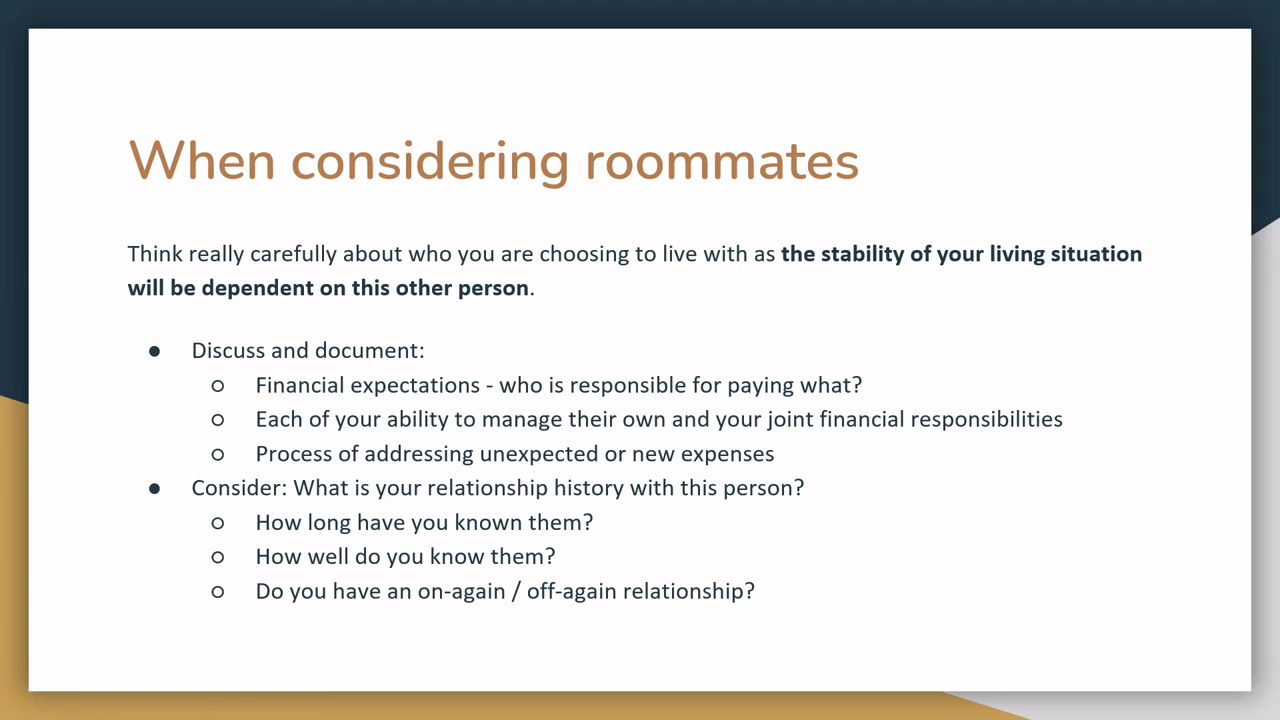 When considering roommates
Think really carefully about who you are choosing to live with as the stability of your living situation
will be dependent on this other person.
● Discuss and document:
○ Financial expectations - who is responsible for paying what?
○ Each of your ability to manage their own and your joint financial responsibilities
○ Process of addressing unexpected or new expenses
● Consider: What is your relationship history with this person?
○ How long have you known them?
○ How well do you know them?
○ Do you have an on-again / off-again relationship?